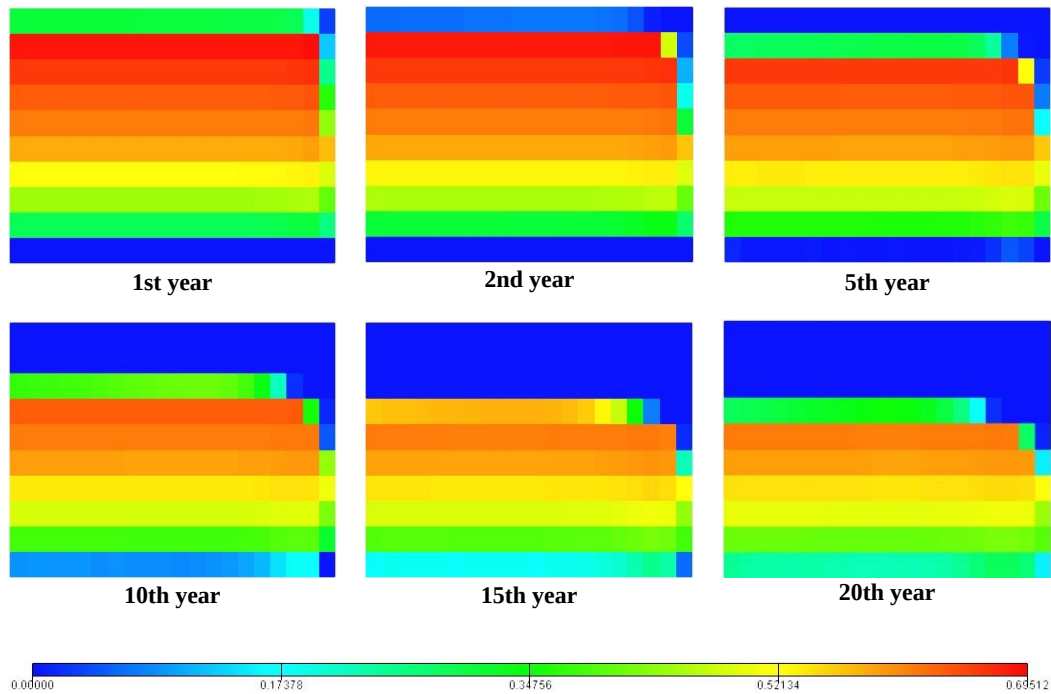 1st year
2nd year
5th year
10th year
15th year
20th year
0.00000 0.17378 0.34756 0.52134 0.69512